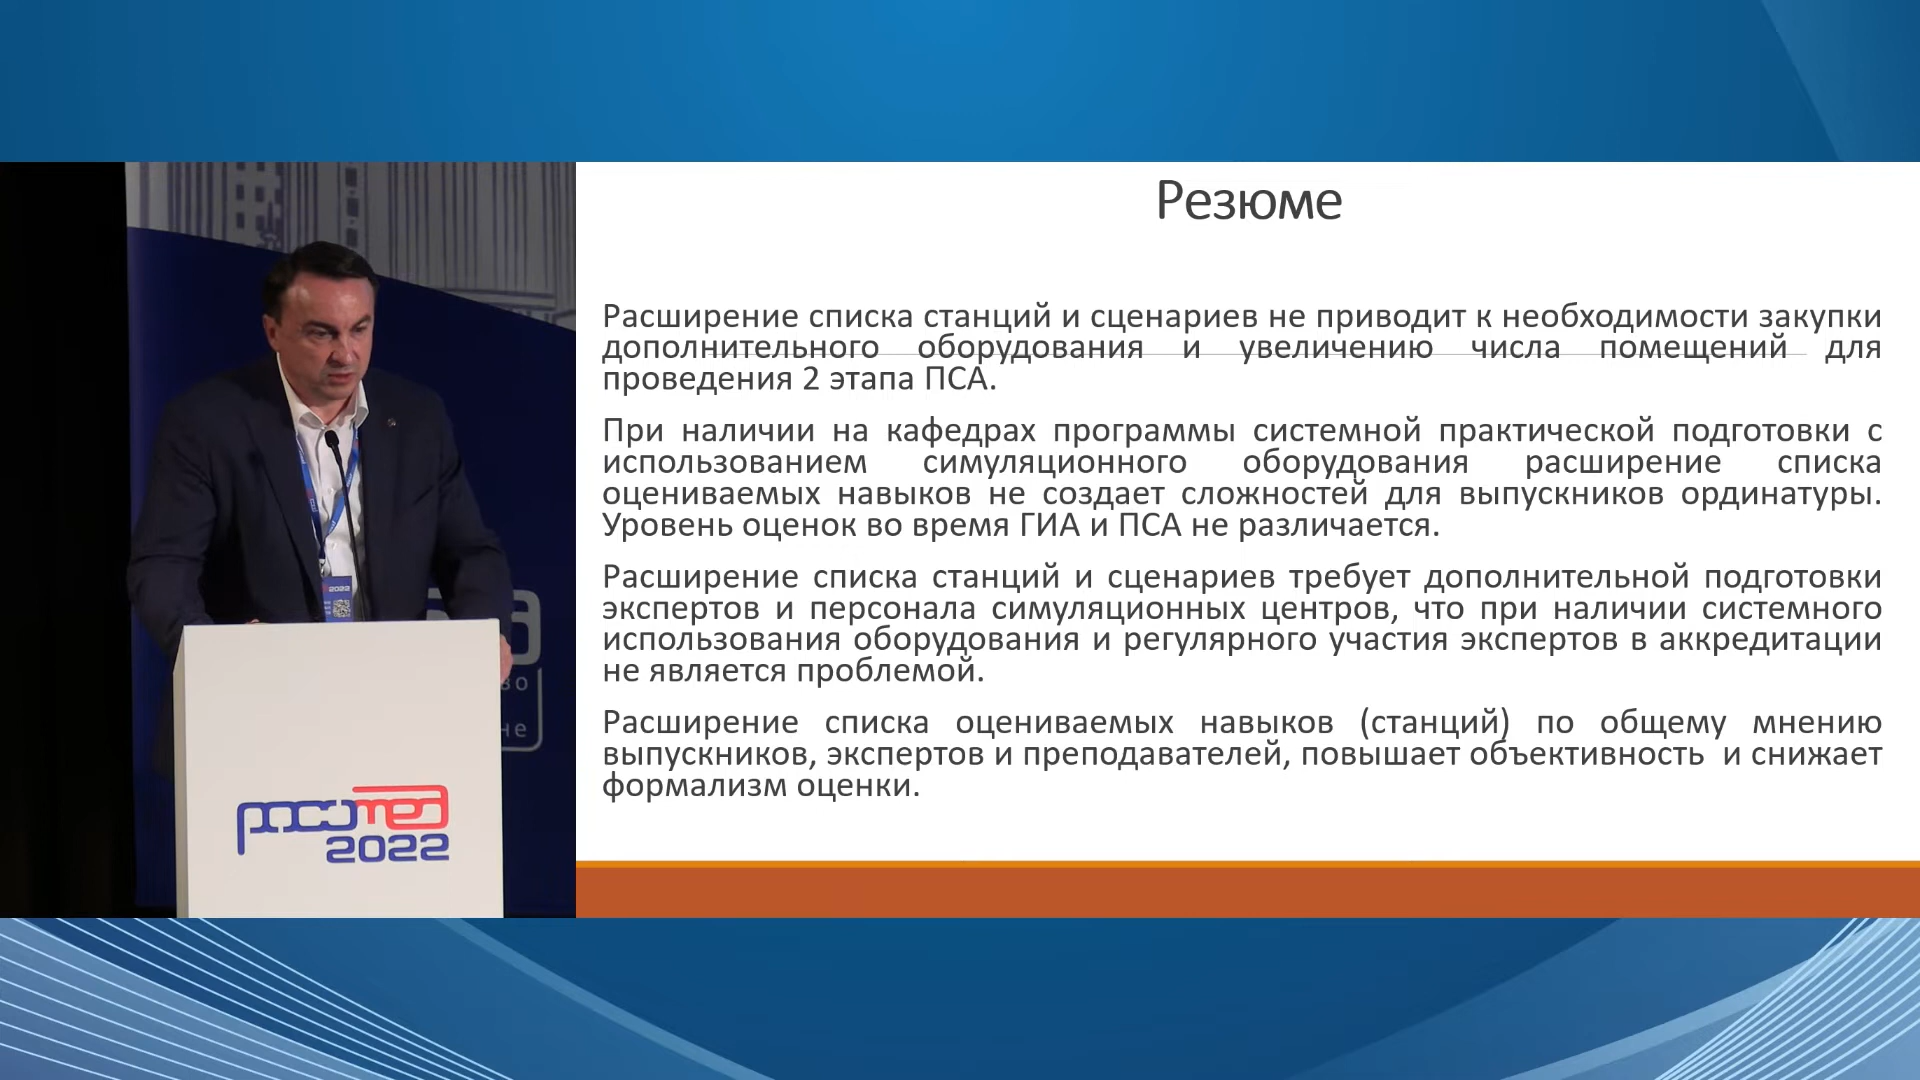 Резюме
Расширение списка станций и сценариев не приводит к необходимости закупки
дополнительного оборудования и увеличению числа помещений для
проведения 2 этапа ПСА.
При наличии на кафедрах программы системной практической подготовки с
использованием симуляционного оборудования расширение списка
оцениваемых навыков не создает сложностей для выпускников ординатуры.
Уровень оценок во время ГИА и ПСА не различается.
Расширение списка станций и сценариев требует дополнительной подготовки
экспертов и персонала симуляционных центров, что при наличии системного
использования оборудования и регулярного участия экспертов в аккредитации
не является проблемой.
Расширение списка оцениваемых навыков (станций) по общему мнению
выпускников, экспертов и преподавателей, повышает объективность и снижает
формализм оценки.
2022
росомед
2022